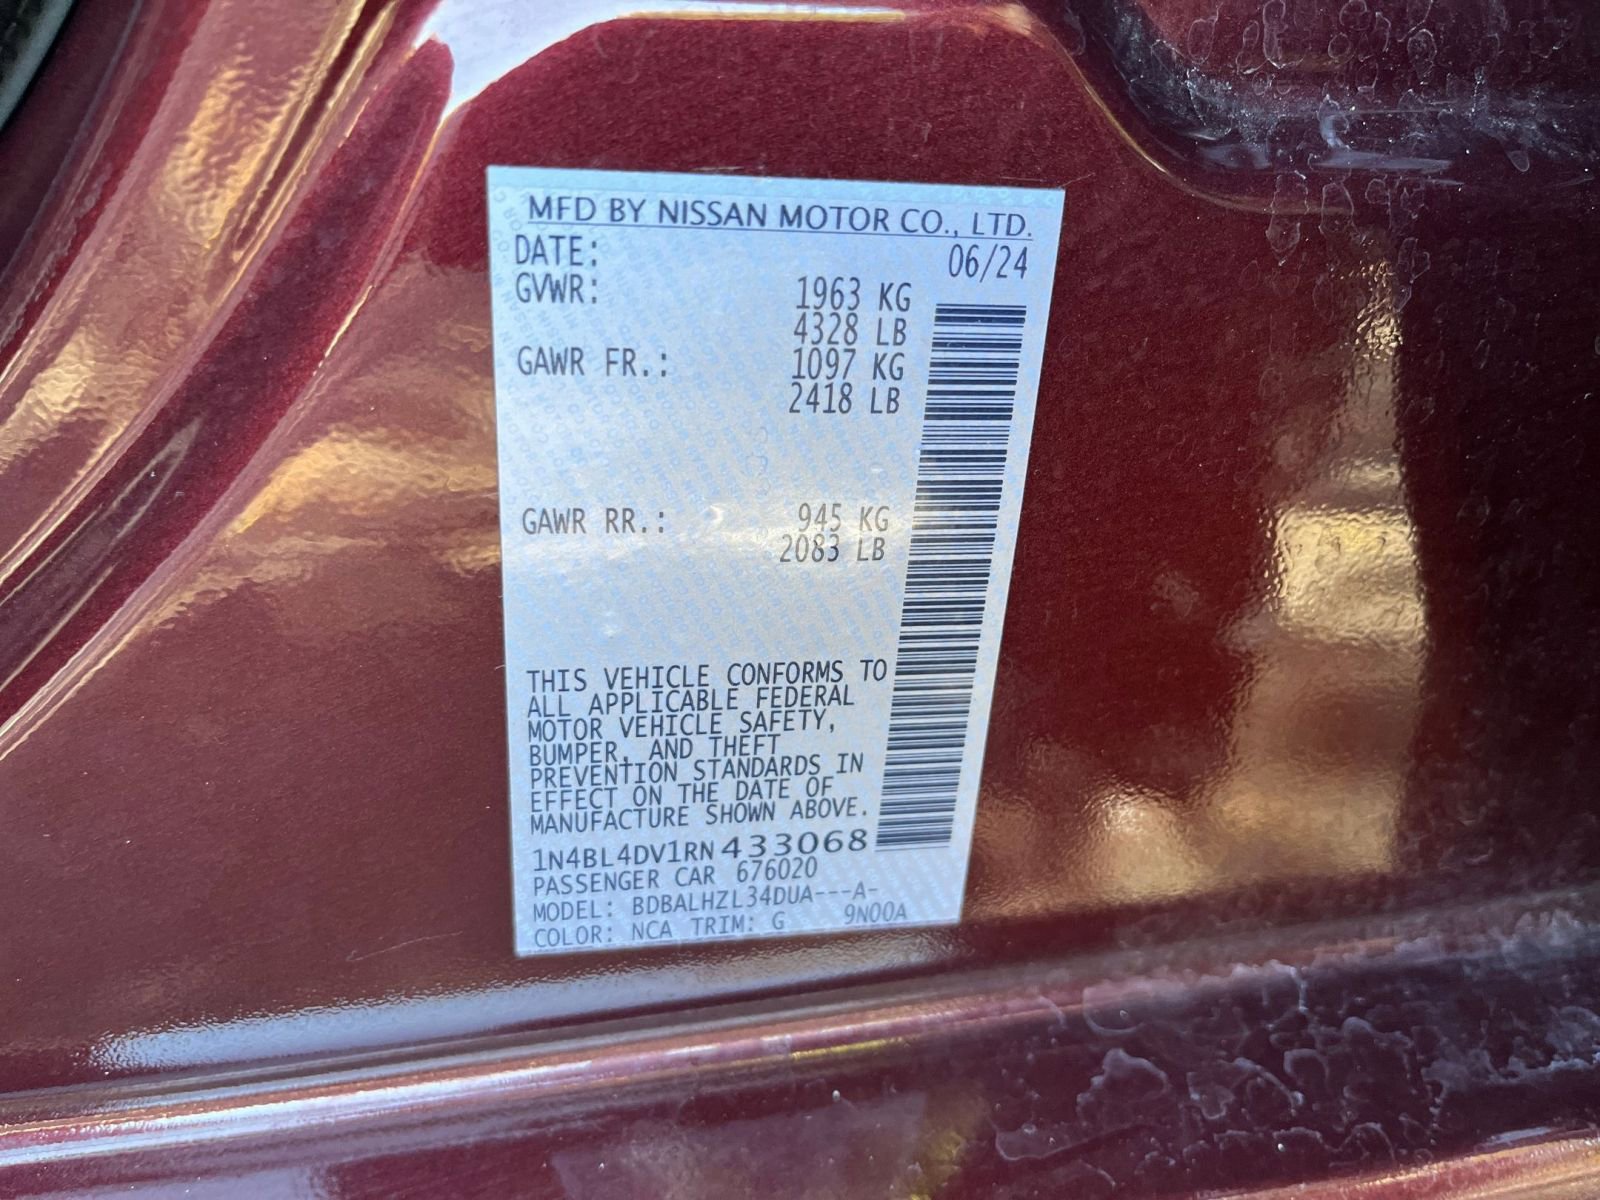 MFD BY NISSAN MOTOR CO., LTD.
DATE: 06/24
GVWR: 1963 KG
4328 LB
GAWR FR.: 1097 KG
2418 LB
GAWR RR.: 945 KG
2083 LB
THIS VEHICLE CONFORMS TO
ALL APPLICABLE FEDERAL
MOTOR VEHICLE SAFETY,
BUMPER, AND THEFT
PREVENTION STANDARDS IN
EFFECT ON THE DATE OF
MANUFACTURE SHOWN ABOVE.
1N4BL4DV1RN433068
PASSENGER CAR 676020
MODEL: BDBALHZL34DUA---A-
COLOR: NCA TRIM: G 9N00A